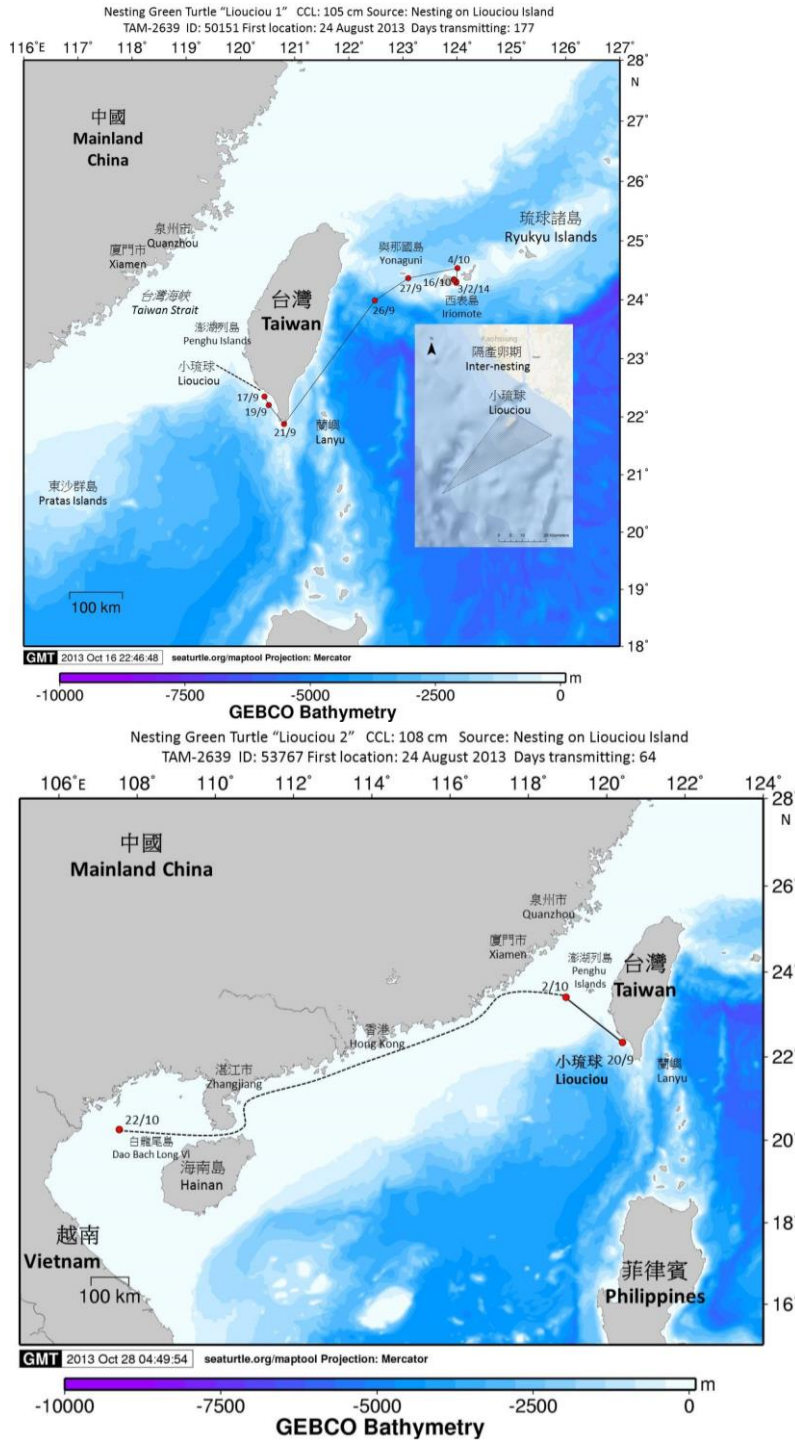 Nesting Green Turtle “Liouciou 1” CCL: 105 cm Source: Nesting on Liouciou Island
TAM-2639 ID: 50151 First location: 24 August 2013 Days transmitting: 177
116°E 117° 118° 119° 120° 121° 122° 123° 124° 125° 126° 127°
28°
N
中國
Mainland
China
27°
26°
琉球諸島
Ryukyu Islands
泉州市
Quanzhou
廈門市
Xiamen
與那國島
Yonaguni
4/10
25°
16/10
3/2/14
27/9
西表島
Iriomote
台灣海峽
Taiwan Strait
台灣
Taiwan
26/9
24°
澎湖列島
Penghu Islands
Kaohsiung
隔產卵期
Inter-nesting
23°
小琉球
Liouciou
小琉球
Liouciou
17/9
19/9
21/9
蘭嶼
Lanyu
22°
21°
東沙群島
Pratas Islands
20°
19°
100 km
18°
GMT 2013 Oct 16 22:46:48 seaturtle.org/maptool Projection: Mercator
m
-10000 -7500 -5000 -2500 0
GEBCO Bathymetry
Nesting Green Turtle “Liouciou 2” CCL: 108 cm Source: Nesting on Liouciou Island
TAM-2639 ID: 53767 First location: 24 August 2013 Days transmitting: 64
106° 108° 110° 112° 114° 116° 118° 120° 122° 124°
28°
N
中國
Mainland China
26°
泉州市
Quanzhou
廈門市
Xiamen
澎湖列島
Penghu
Islands
台灣
Taiwan
24°
2/10
香港
Hong Kong
20/9
22°
小琉球
Liouciou
蘭嶼
Lanyu
湛江市
Zhangjiang
22/10
白龍尾島
Dao Bach Long Vi
20°
海南島
Hainan
18°
越南
Vietnam
菲律賓
Philippines
100 km
16°
GMT 2013 Oct 28 04:49:54 seaturtle.org/maptool Projection: Mercator
m
-10000 -7500 -5000 -2500 0
GEBCO Bathymetry